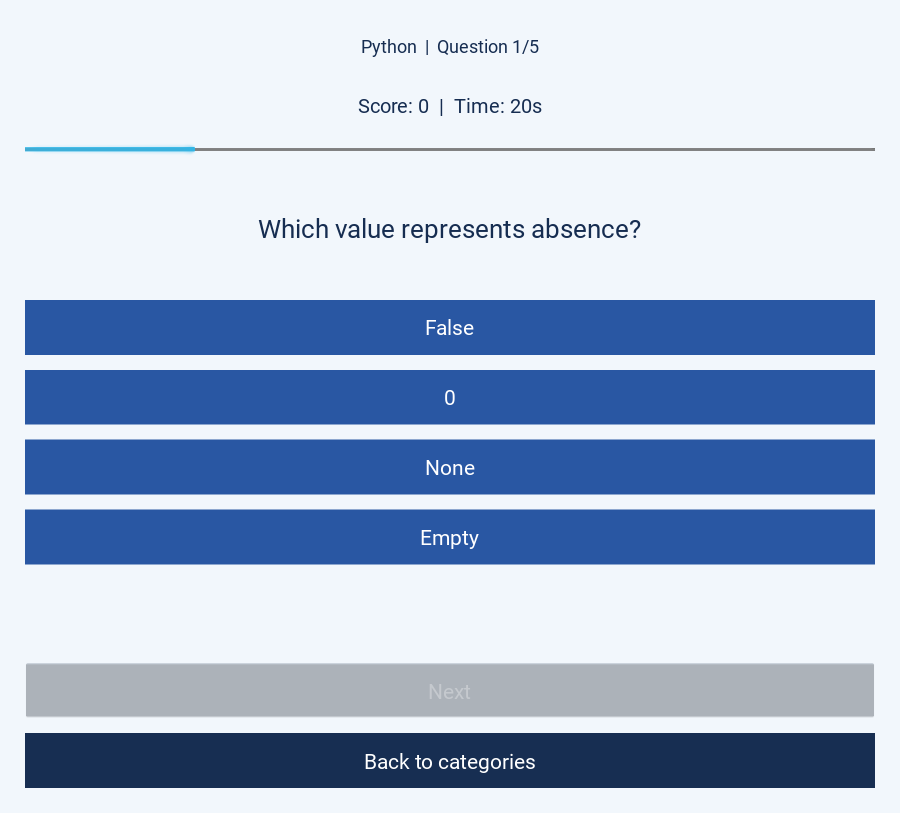 Python | Question 1/5
Score: 0 | Time: 20s
Which value represents absence?
False
0
None
Empty
Next
Back to categories